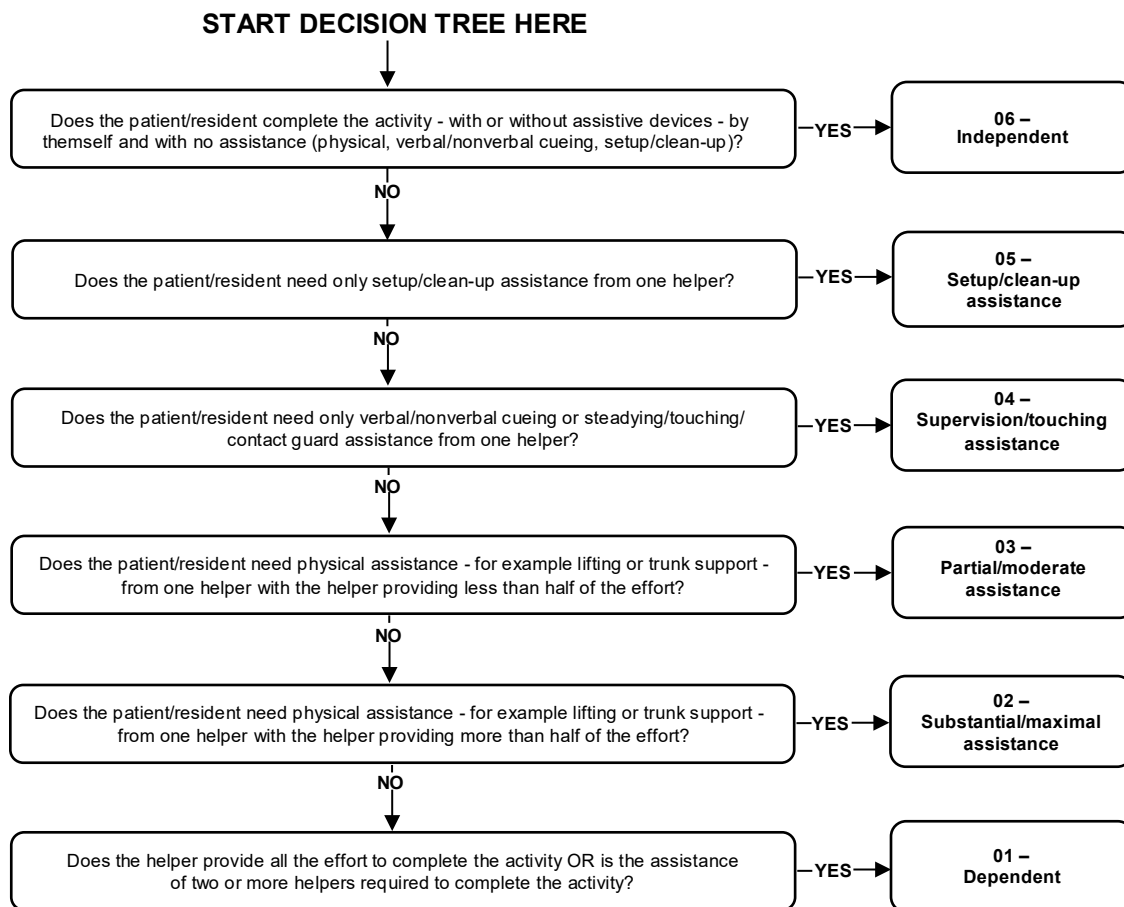 START DECISION TREE HERE
Does the patient/resident complete the activity - with or without assistive devices - by
themself and with no assistance (physical, verbal/nonverbal cueing, setup/clean-up)?
YES
06 –
Independent
NO
Does the patient/resident need only setup/clean-up assistance from one helper?
YES
05 –
Setup/clean-up
assistance
NO
Does the patient/resident need only verbal/nonverbal cueing or steadying/touching/
contact guard assistance from one helper?
YES
04 –
Supervision/touching
assistance
NO
Does the patient/resident need physical assistance - for example lifting or trunk support -
from one helper with the helper providing less than half of the effort?
YES
03 –
Partial/moderate
assistance
NO
Does the patient/resident need physical assistance - for example lifting or trunk support -
from one helper with the helper providing more than half of the effort?
YES
02 –
Substantial/maximal
assistance
NO
Does the helper provide all the effort to complete the activity OR is the assistance
of two or more helpers required to complete the activity?
YES
01 –
Dependent